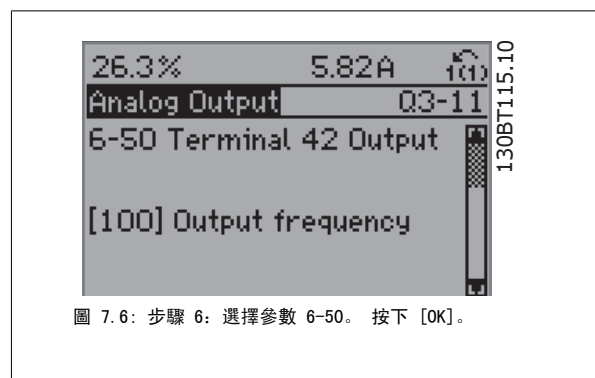 26.3% 5.82A 1(1)
Analog Output Q3-11
6-50 Terminal 42 Output
[100] Output frequency
130BT115.10
圖 7.6: 步驟 6: 選擇參數 6-50。 按下 [OK]。